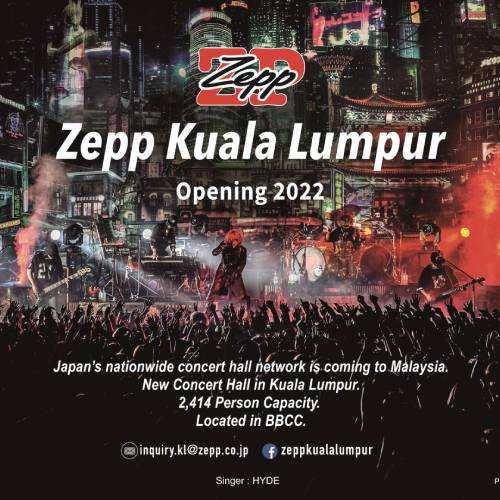 Zepp
Zepp Kuala Lumpur
Opening 2022
Japan's nationwide concert hall network is coming to Malaysia.
New Concert Hall in Kuala Lumpur.
2,414 Person Capacity.
Located in BBCC.
inquiry.kl@zepp.co.jp zeppkualalumpur
Singer : HYDE
P